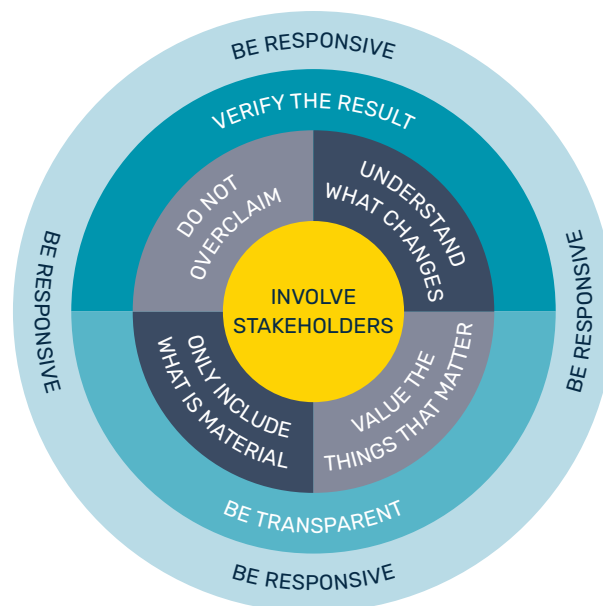 BE RESPONSIVE
VERIFY THE RESULT
DO NOT
OVERCLAIM
UNDERSTAND
WHAT CHANGES
BE RESPONSIVE
INVOLVE
STAKEHOLDERS
BE RESPONSIVE
ONLY INCLUDE
WHAT IS MATERIAL
VALUE THE
THINGS THAT MATTER
BE TRANSPARENT
BE RESPONSIVE